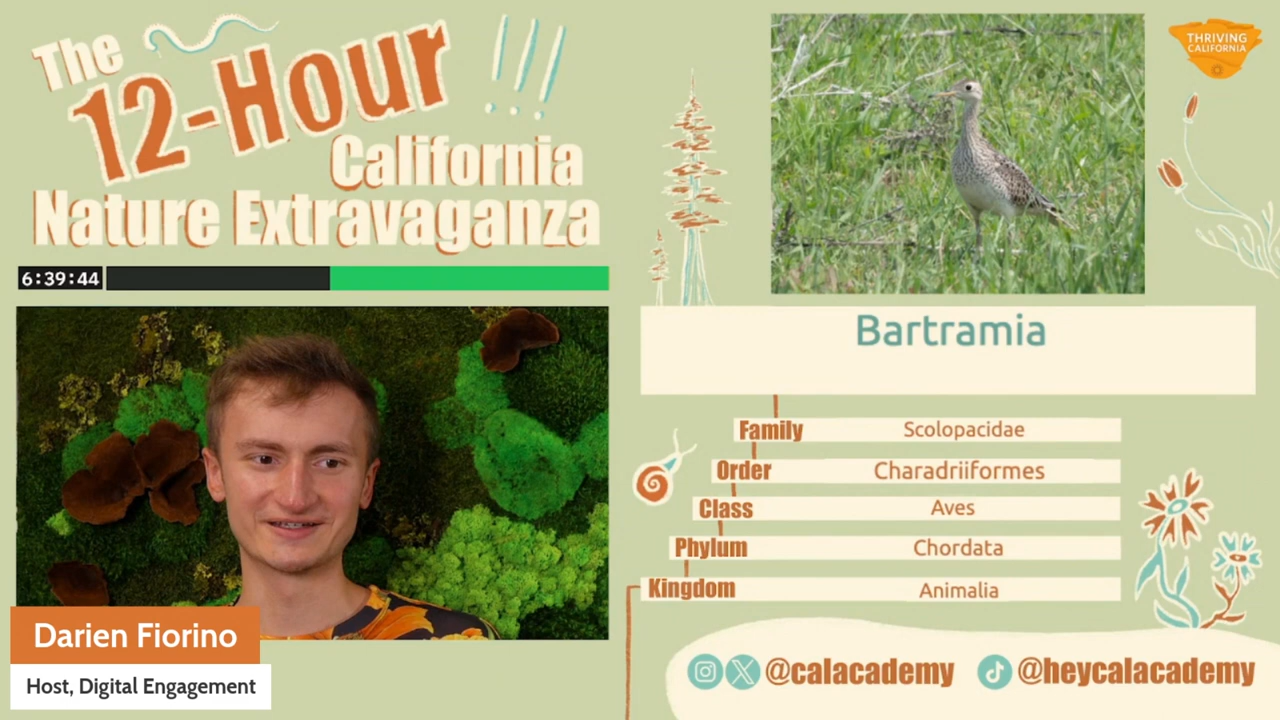 The
12-Hour
!!!
California
Nature Extravaganza
6:39:44
Darien Fiorino
Host, Digital Engagement
THRIVING
CALIFORNIA
Bartramia
Family Scolopacidae
Order Charadriiformes
Class Aves
Phylum Chordata
Kingdom Animalia
@calacademy @heycalacademy